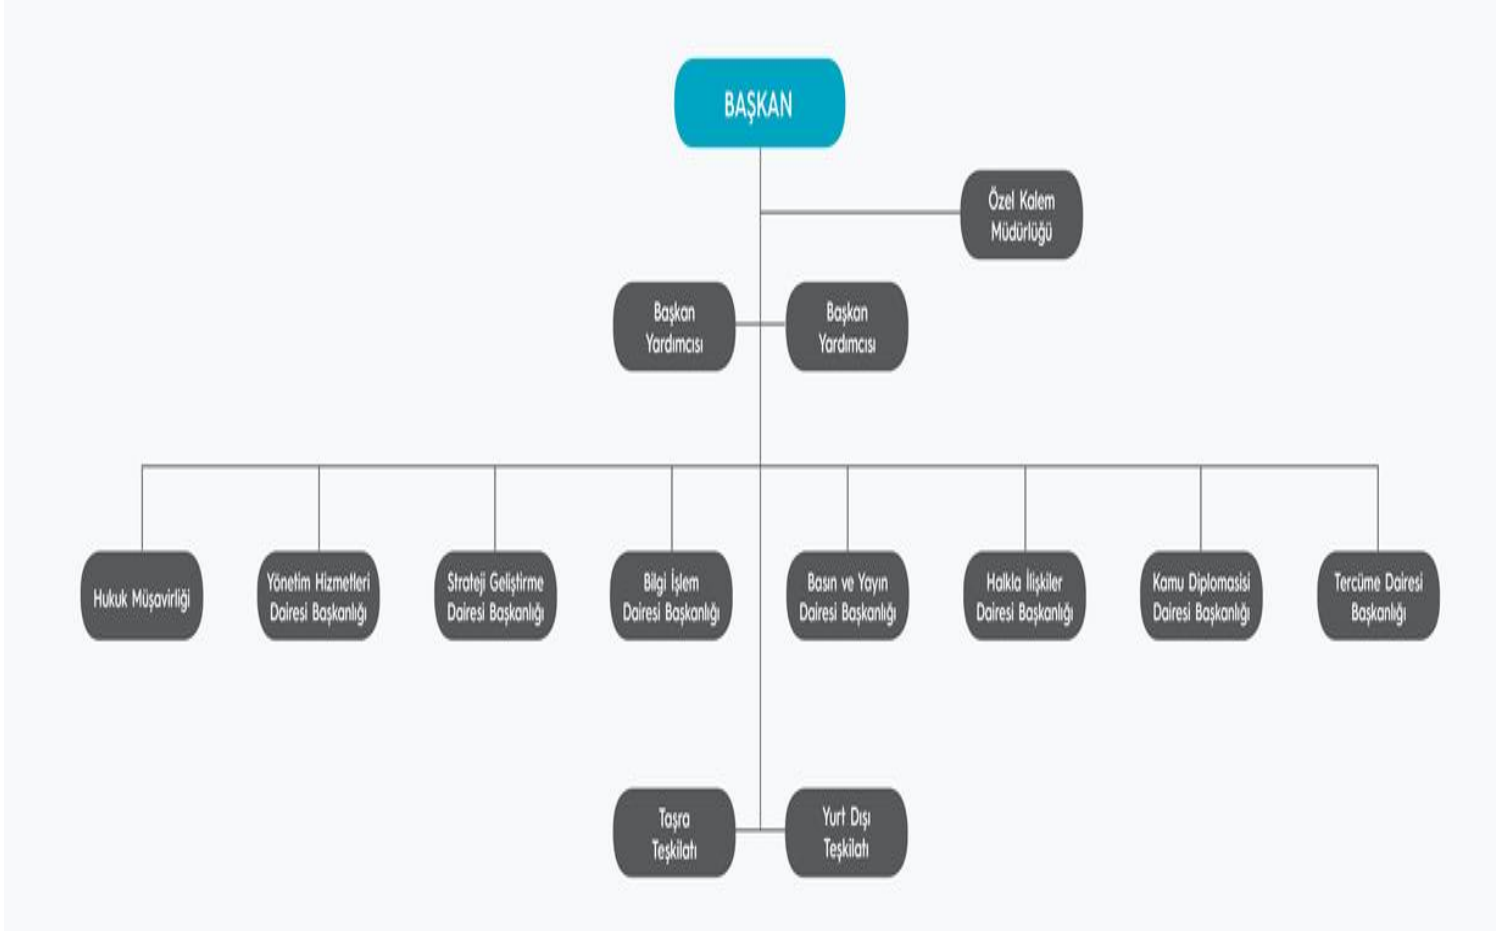 BAŞKAN
Özel Kalem
Müdürlüğü
Başkan
Yardımcısı
Başkan
Yardımcısı
Hukuk Müşavirliği
Yönetim Hizmetleri
Dairesi Başkanlığı
Strateji Geliştirme
Dairesi Başkanlığı
Bilgi İşlem
Dairesi Başkanlığı
Basın ve Yayın
Dairesi Başkanlığı
Halkla İlişkiler
Dairesi Başkanlığı
Kamu Diplomasisi
Dairesi Başkanlığı
Tercüme Dairesi
Başkanlığı
Taşra
Teşkilatı
Yurt Dışı
Teşkilatı